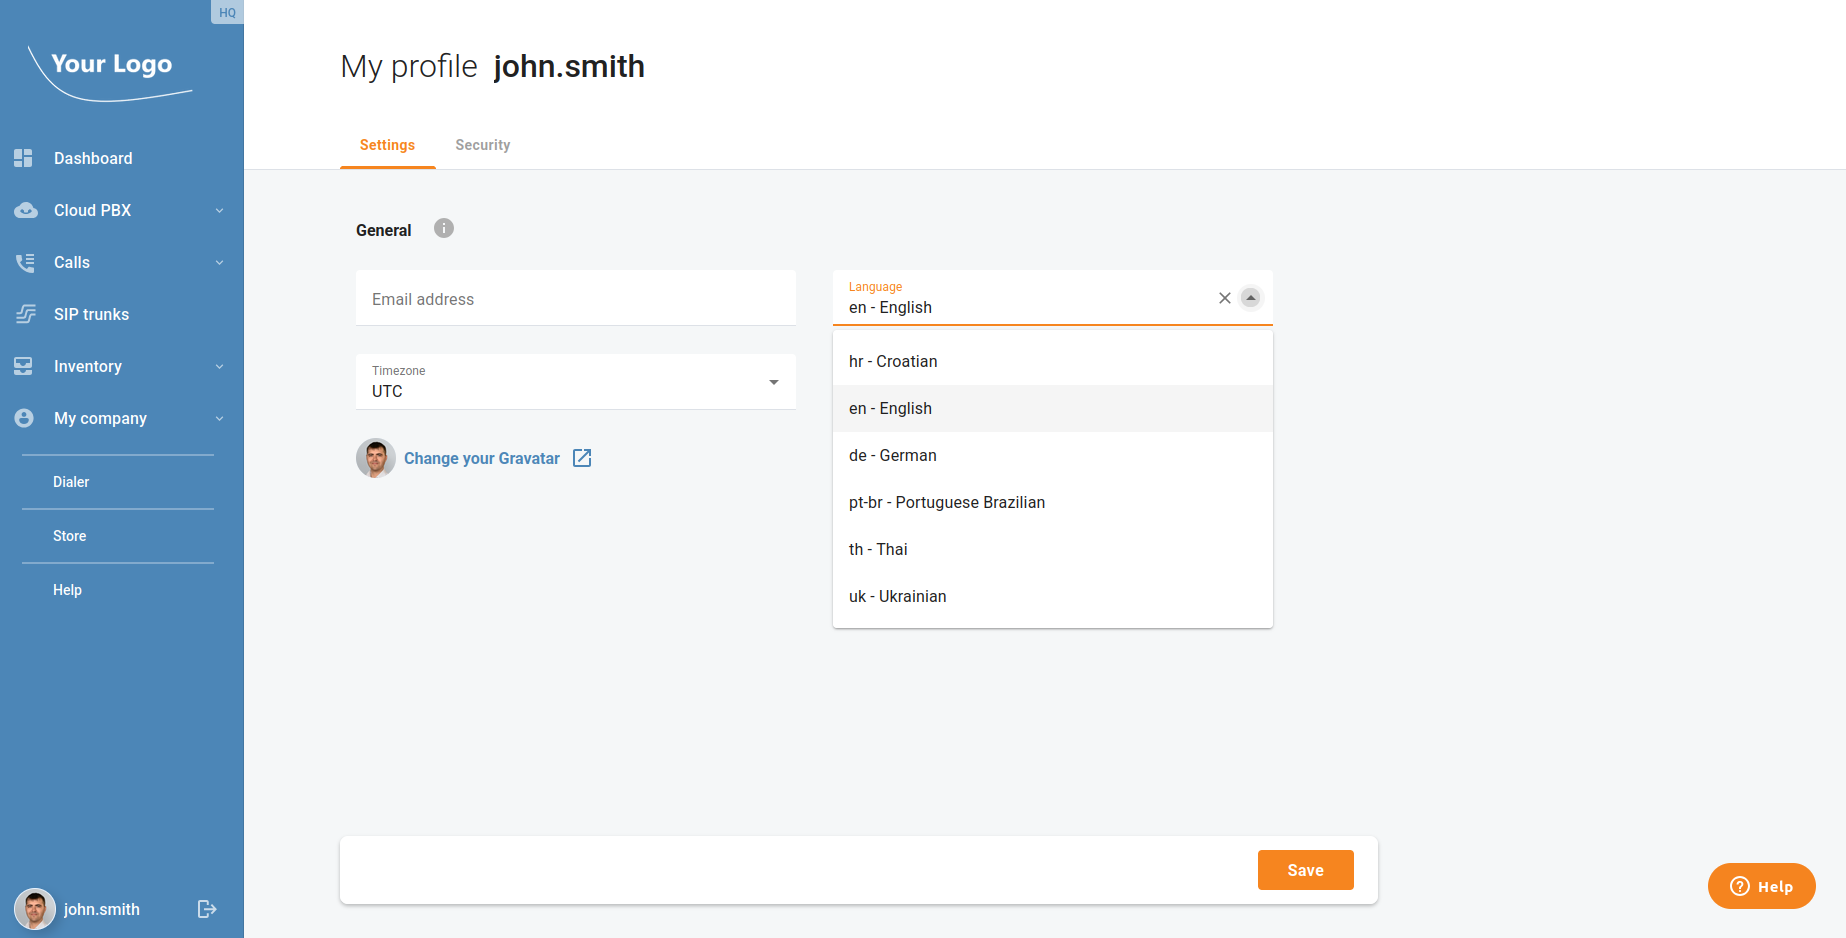 HQ
Your Logo
Dashboard
Cloud PBX
Calls
SIP trunks
Inventory
My company
Dialer
Store
Help
john.smith
My profile john.smith
Settings
Security
General
Email address
Language
en - English
hr - Croatian
en - English
de - German
pt-br - Portuguese Brazilian
th - Thai
uk - Ukrainian
Timezone
UTC
Change your Gravatar
Save
Help